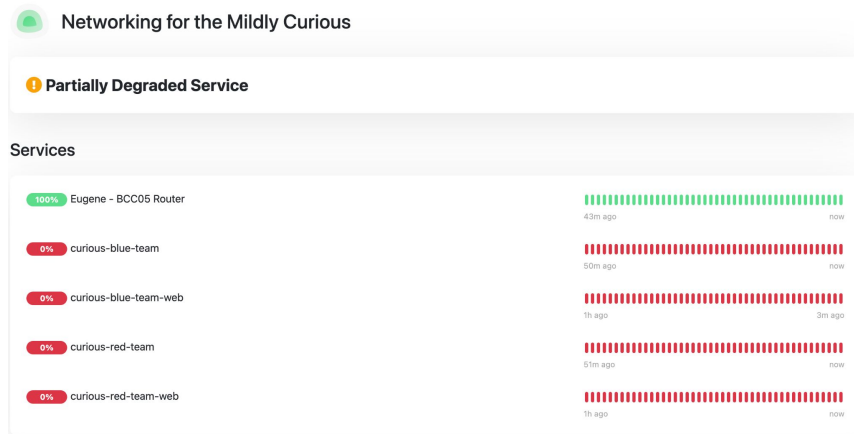 Networking for the Mildly Curious
Partially Degraded Service
Services
100% Eugene - BCC05 Router
43m ago now
0% curious-blue-team
50m ago now
0% curious-blue-team-web
1h ago 3m ago
0% curious-red-team
51m ago now
0% curious-red-team-web
1h ago now